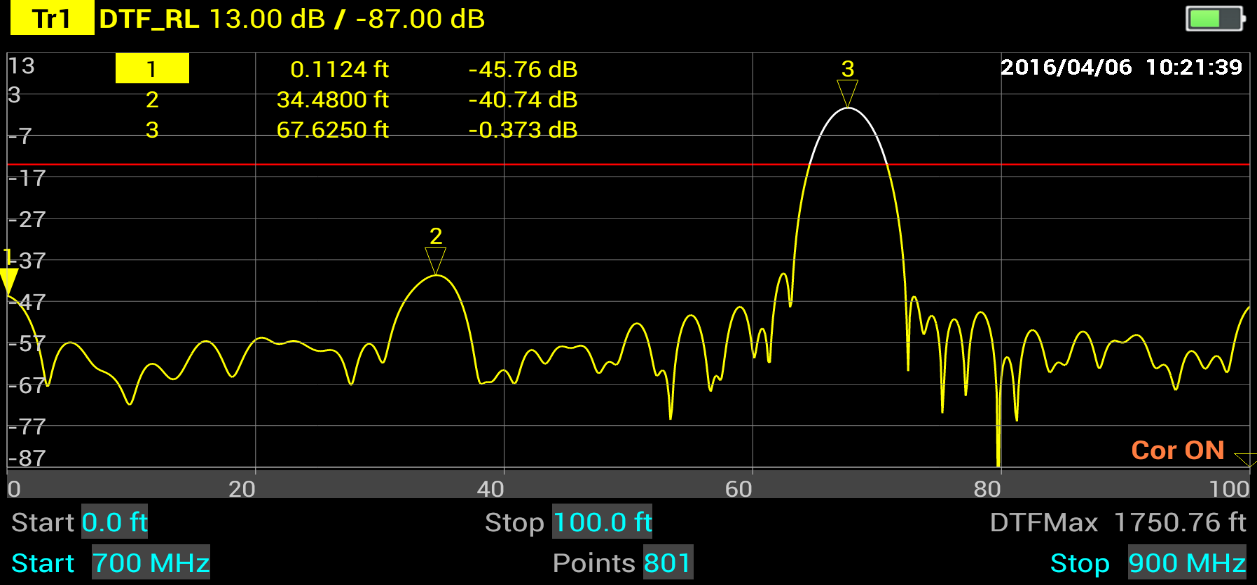 Tr1 DTF_RL 13.00 dB / -87.00 dB
13 1 0.1124 ft -45.76 dB 3 2016/04/06 10:21:39
3 2 34.4800 ft -40.74 dB
3 67.6250 ft -0.373 dB
-7
-17
-27
2
1 -37
-47
-57
-67
-77
-87 Cor ON
0 20 40 60 80 100
Start 0.0 ft Stop 100.0 ft DTFMax 1750.76 ft
Start 700 MHz Points 801 Stop 900 MHz